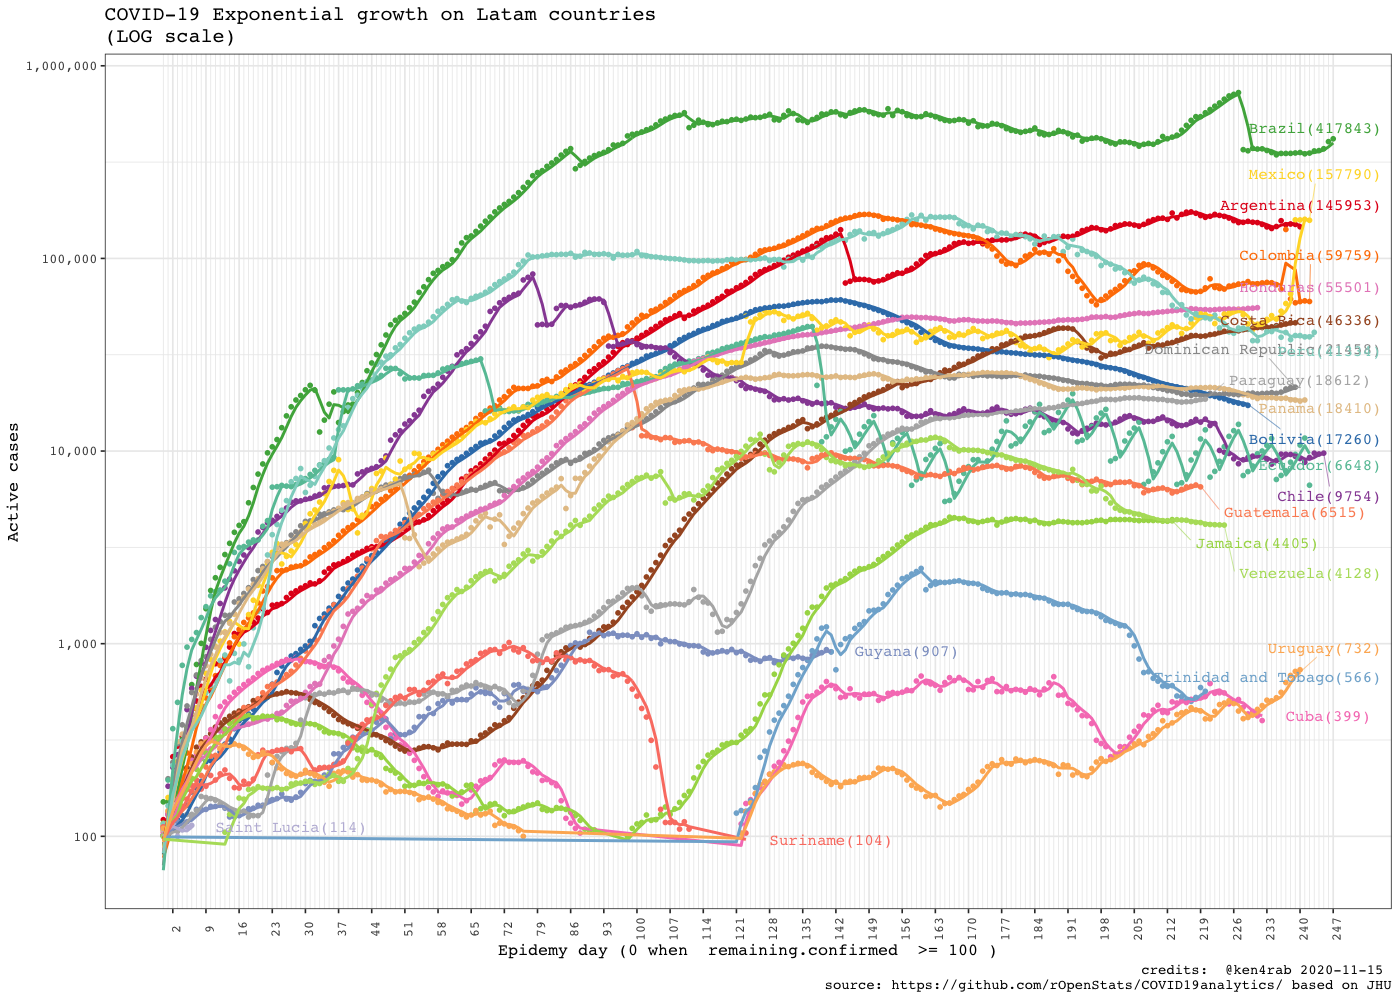 COVID-19 Exponential growth on Latam countries
(LOG scale)
1,000,000
100,000
10,000
1,000
100
Active cases
Brazil(417843)
Mexico(157790)
Argentina(145953)
Colombia(59759)
Honduras(55501)
Costa Rica(46336)
Dominican Republic(21458)
Paraguay(18612)
Panama(18410)
Bolivia(17260)
Ecuador(6648)
Chile(9754)
Guatemala(6515)
Jamaica(4405)
Venezuela(4128)
Uruguay(732)
Guyana(907)
Trinidad and Tobago(566)
Cuba(399)
Saint Lucia(114)
Suriname(104)
2 9 16 23 30 37 44 51 58 65 72 79 86 93 100 107 114 121 128 135 142 149 156 163 170 177 184 191 198 205 212 219 226 233 240 247
Epidemy day (0 when remaining.confirmed >= 100 )
credits: @ken4rab 2020-11-15
source: https://github.com/rOpenStats/COVID19analytics/ based on JHU